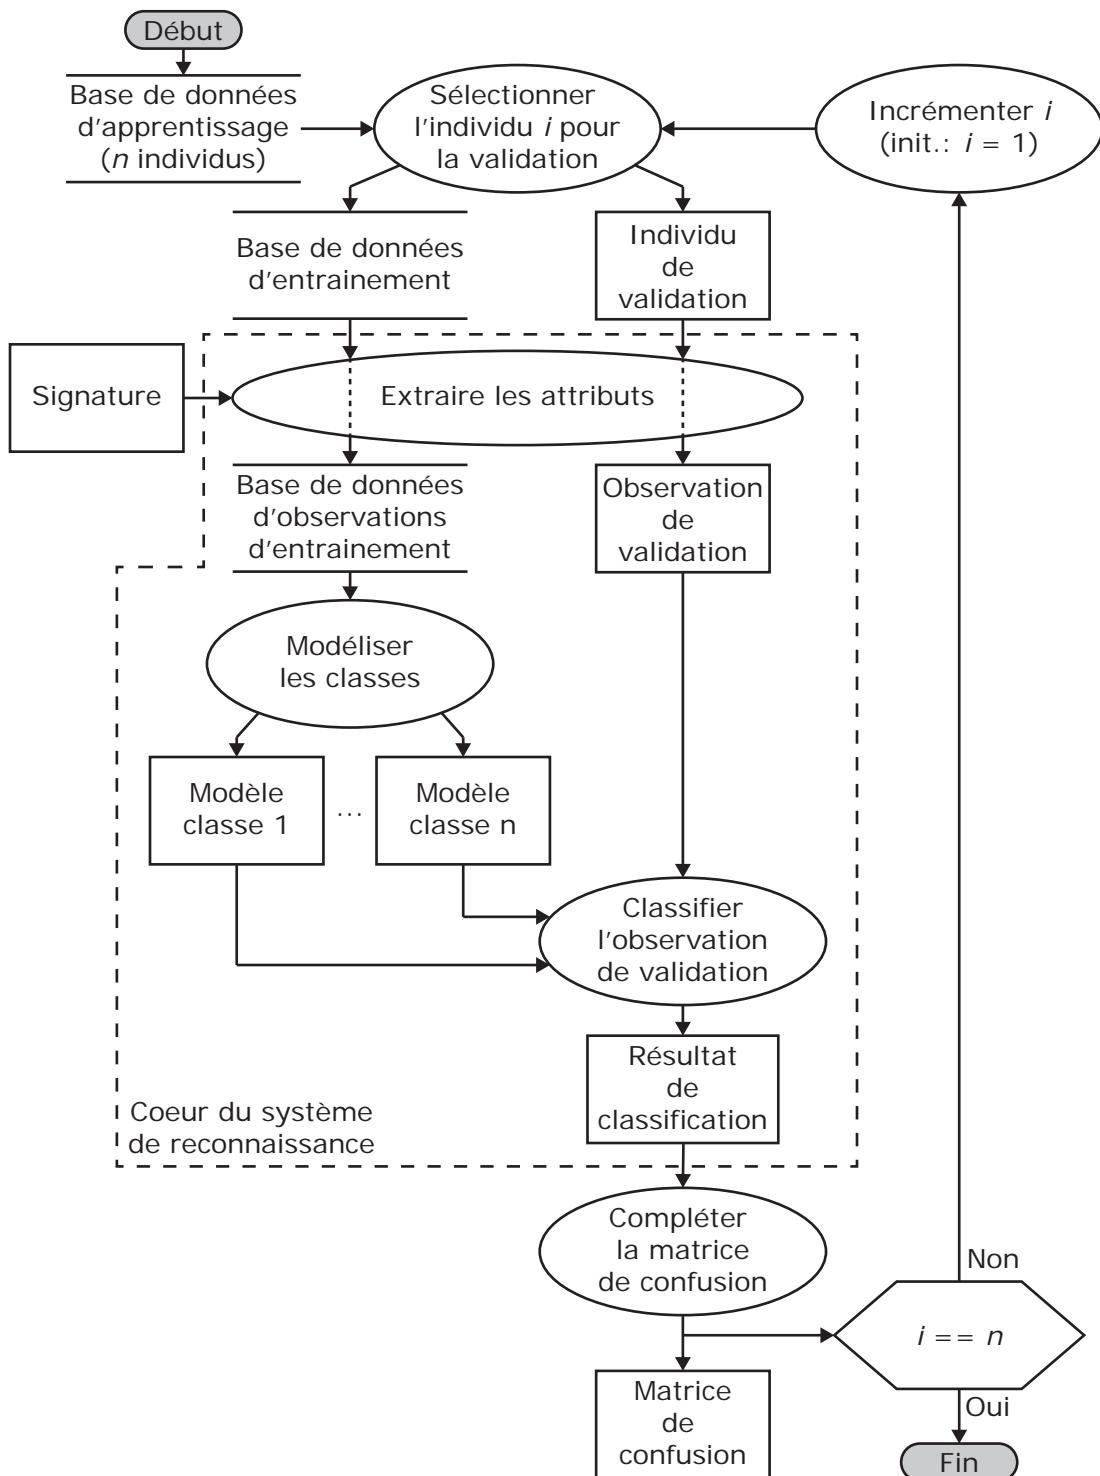 Début
Base de données
d'apprentissage
(n individus)
Sélectionner
l'individu i pour
la validation
Incrémenter i
(init.: i = 1)
Base de données
d'entrainement
Individu
de
validation
Signature
Extraire les attributs
Base de données
d'observations
d'entrainement
Observation
de
validation
Modéliser
les classes
Modèle
classe 1
...
Modèle
classe n
Classifier
l'observation
de validation
Résultat
de
classification
Coeur du système
de reconnaissance
Compléter
la matrice
de confusion
Non
i == n
Oui
Matrice
de
confusion
Fin